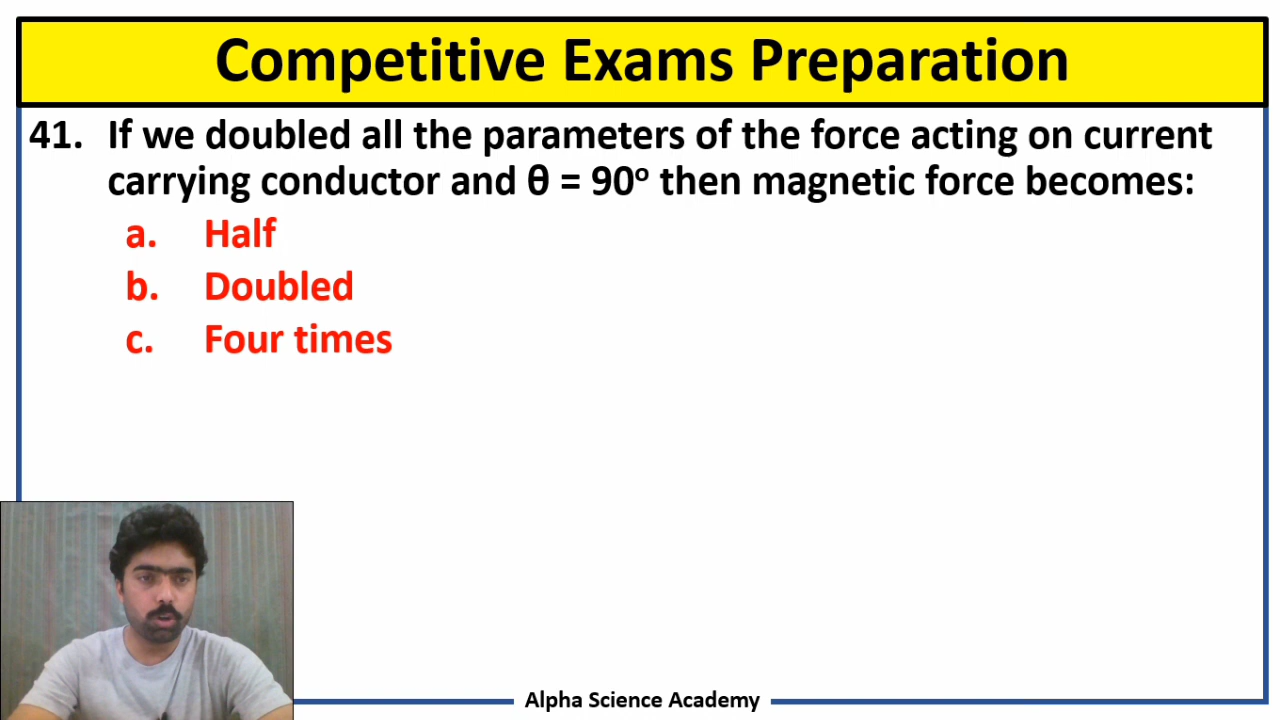 Competitive Exams Preparation
41. If we doubled all the parameters of the force acting on current
carrying conductor and θ = 90º then magnetic force becomes:
a. Half
b. Doubled
c. Four times
Alpha Science Academy